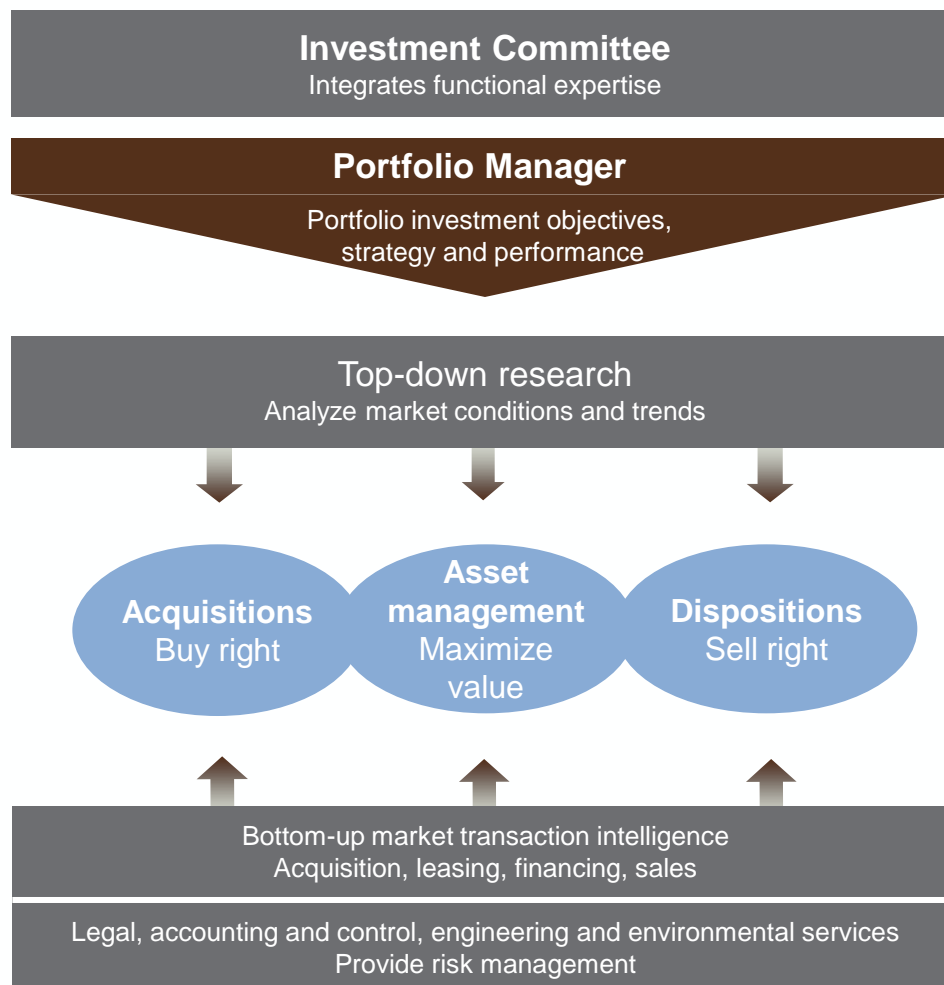 Investment Committee
Integrates functional expertise
Portfolio Manager
Portfolio investment objectives,
strategy and performance
Top-down research
Analyze market conditions and trends
Acquisitions
Buy right
Asset
management
Maximize
value
Dispositions
Sell right
Bottom-up market transaction intelligence
Acquisition, leasing, financing, sales
Legal, accounting and control, engineering and environmental services
Provide risk management